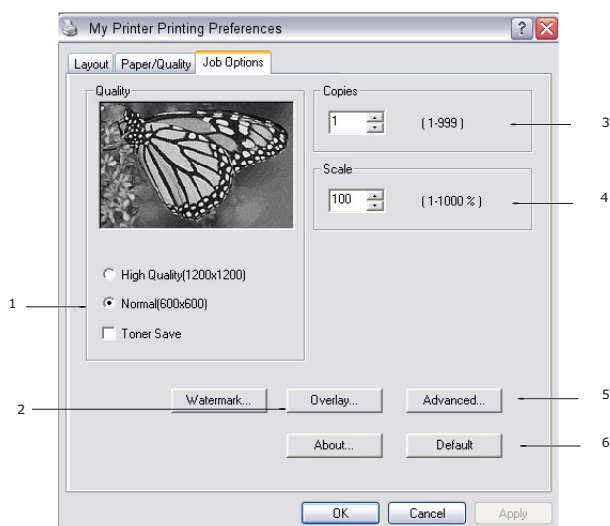 My Printer Printing Preferences
Layout Paper/Quality Job Options
Quality
Copies
1 (1-999) 3
Scale
100 (1-1000 %) 4
High Quality(1200x1200)
1 Normal(600x600)
Toner Save
Watermark... Overlay... Advanced... 5
2
About... Default 6
OK Cancel Apply